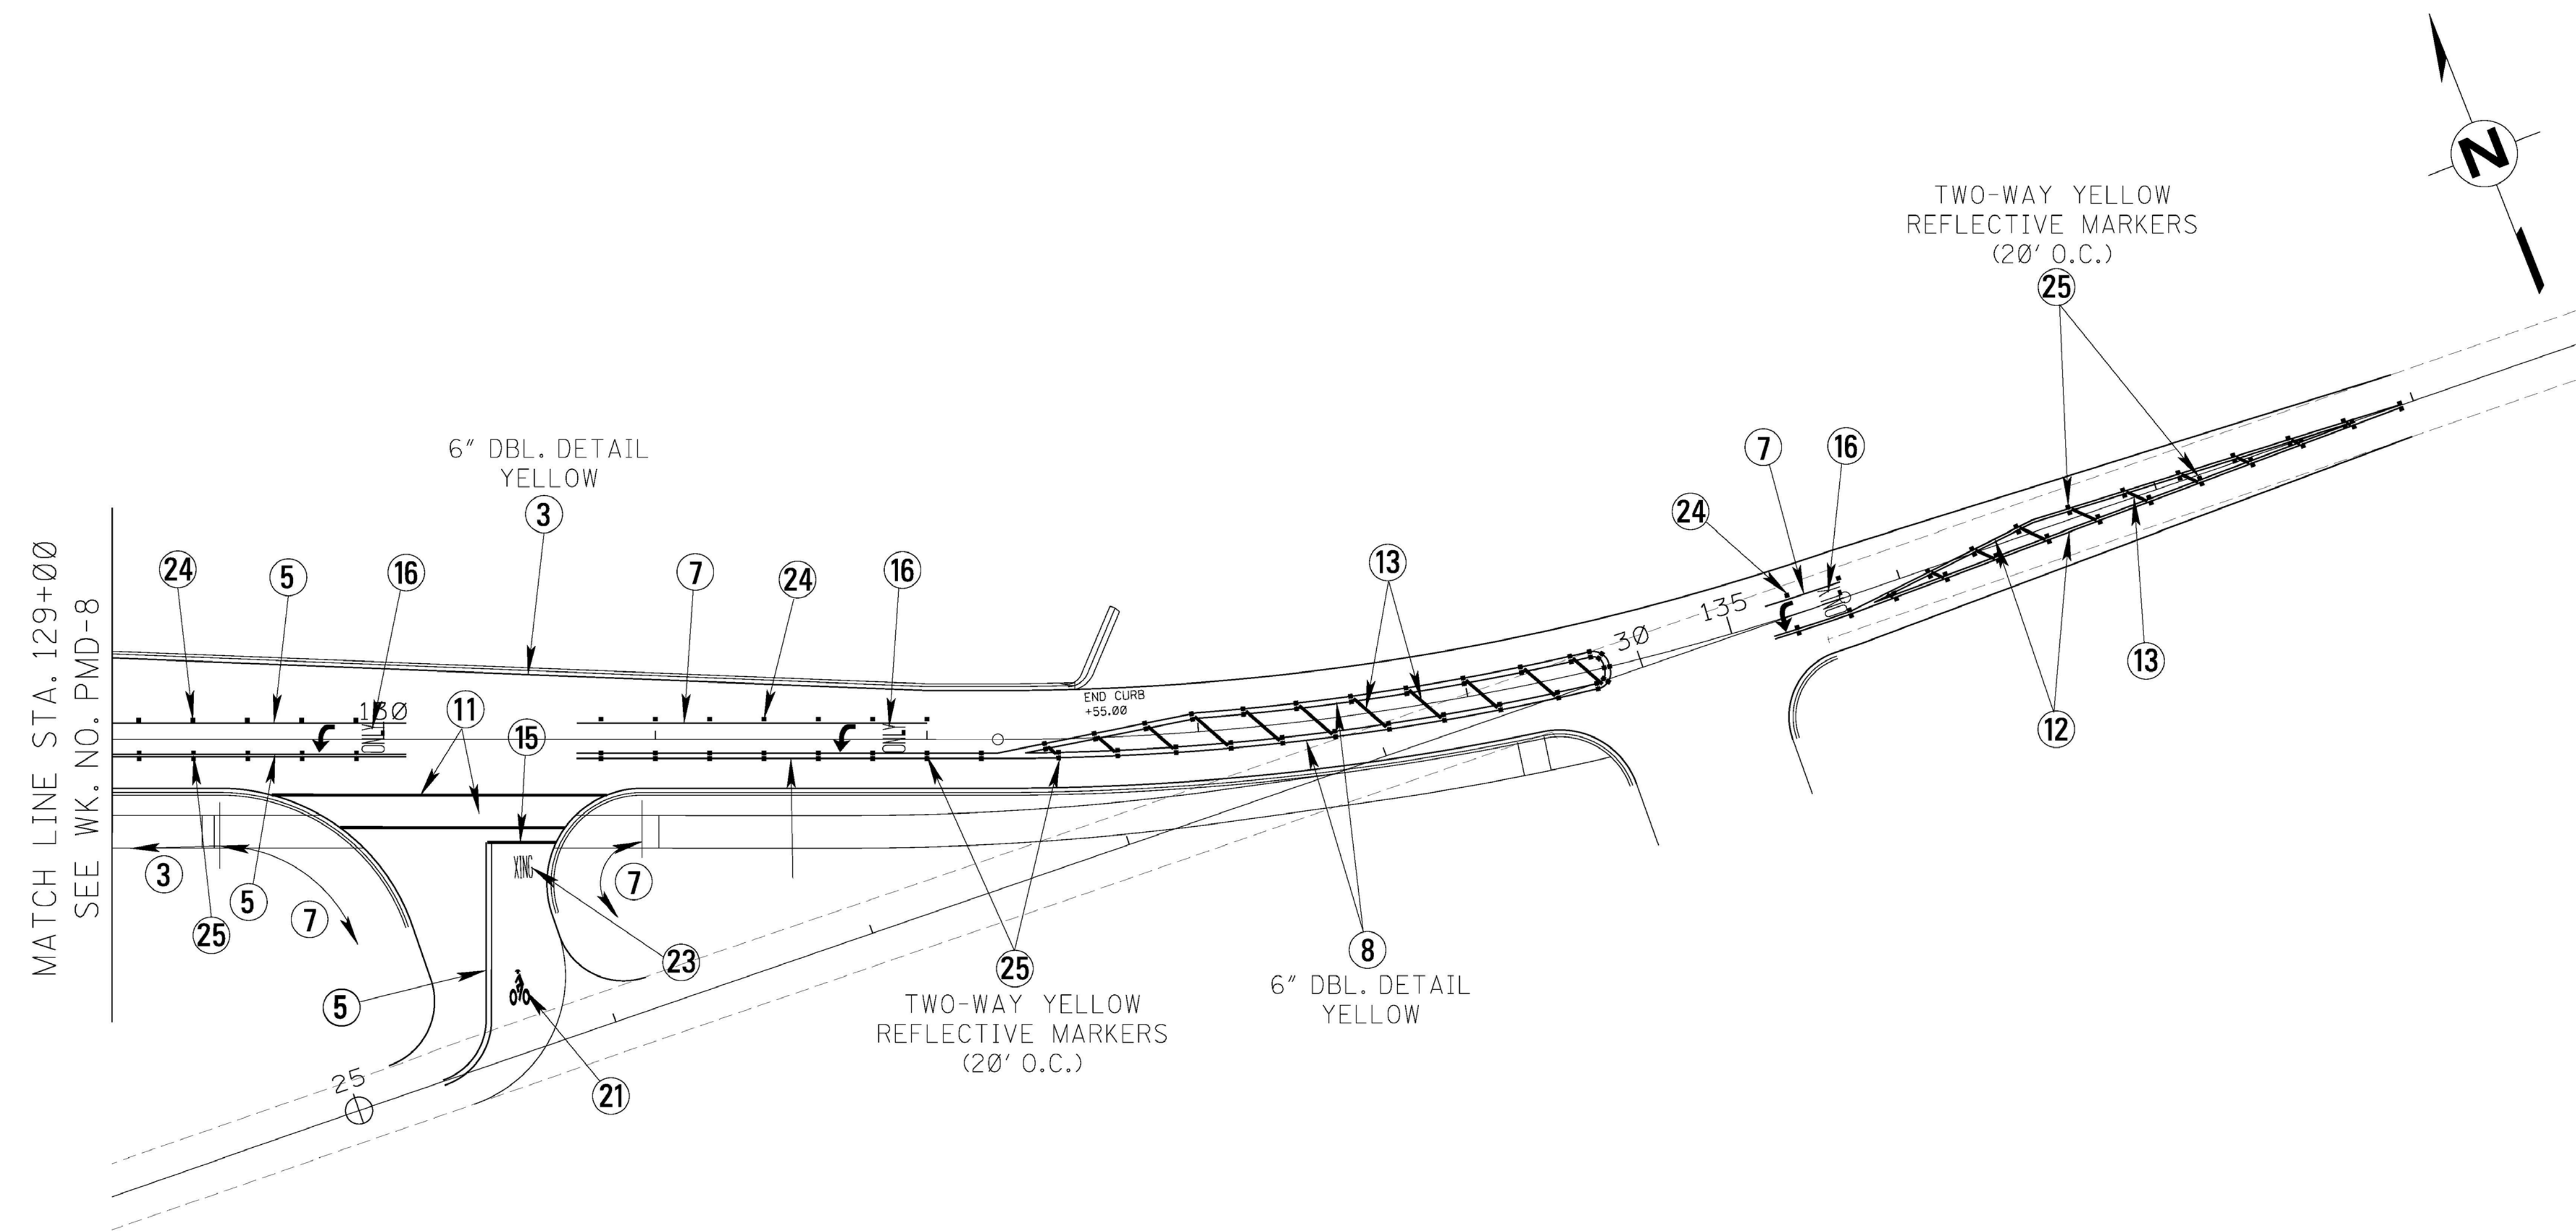 N
TWO-WAY YELLOW
REFLECTIVE MARKERS
(20' O.C.)
25
6" DBL. DETAIL
YELLOW
3
7
16
24
MATCH LINE STA. 129+00
SEE WK. NO. PMD-8
24
5
16
7
24
16
13
135
30
END CURB
+55.00
130
ONLY
ONLY
ONLY
11
15
13
12
3
5
7
25
XING
7
23
8
6" DBL. DETAIL
YELLOW
25
TWO-WAY YELLOW
REFLECTIVE MARKERS
(20' O.C.)
5
21
25